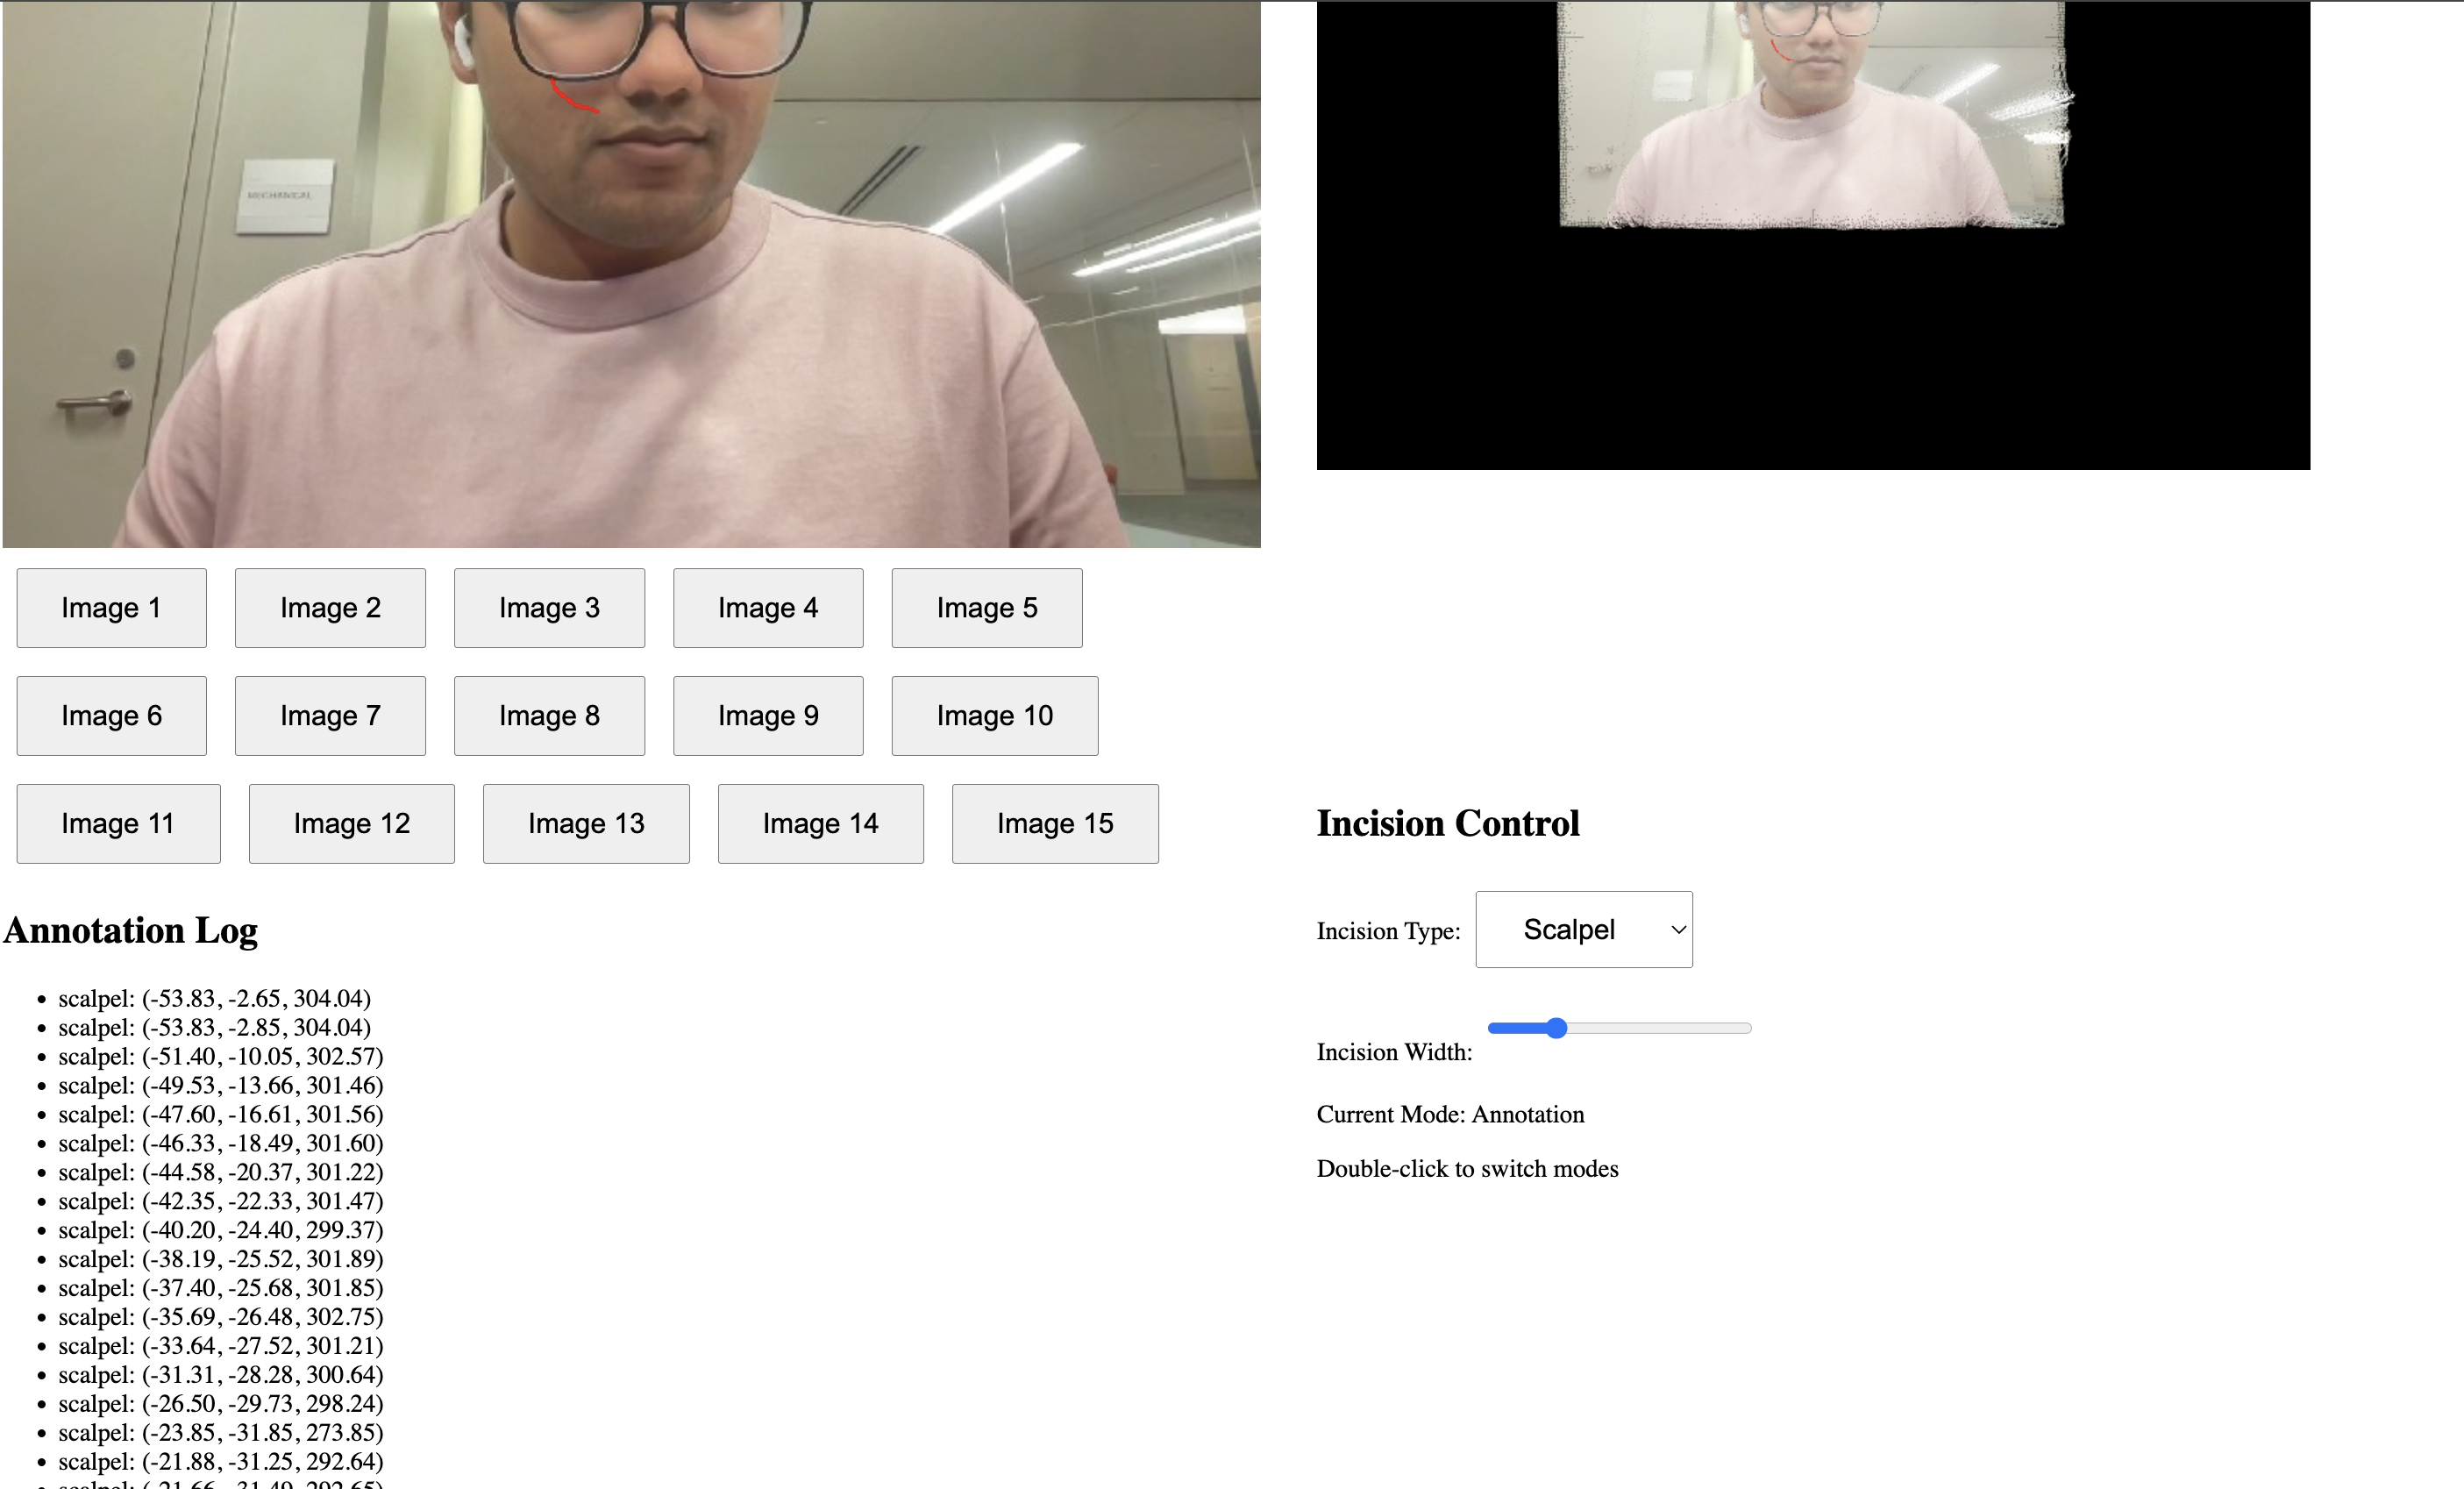 MECHANICAL
Image 1 Image 2 Image 3 Image 4 Image 5
Image 6 Image 7 Image 8 Image 9 Image 10
Image 11 Image 12 Image 13 Image 14 Image 15
Annotation Log
scalpel: (-53.83, -2.65, 304.04)
scalpel: (-53.83, -2.85, 304.04)
scalpel: (-51.40, -10.05, 302.57)
scalpel: (-49.53, -13.66, 301.46)
scalpel: (-47.60, -16.61, 301.56)
scalpel: (-46.33, -18.49, 301.60)
scalpel: (-44.58, -20.37, 301.22)
scalpel: (-42.35, -22.33, 301.47)
scalpel: (-40.20, -24.40, 299.37)
scalpel: (-38.19, -25.52, 301.89)
scalpel: (-37.40, -25.68, 301.85)
scalpel: (-35.69, -26.48, 302.75)
scalpel: (-33.64, -27.52, 301.21)
scalpel: (-31.31, -28.28, 300.64)
scalpel: (-26.50, -29.73, 298.24)
scalpel: (-23.85, -31.85, 273.85)
scalpel: (-21.88, -31.25, 292.64)
Incision Control
Incision Type: Scalpel
Incision Width:
Current Mode: Annotation
Double-click to switch modes